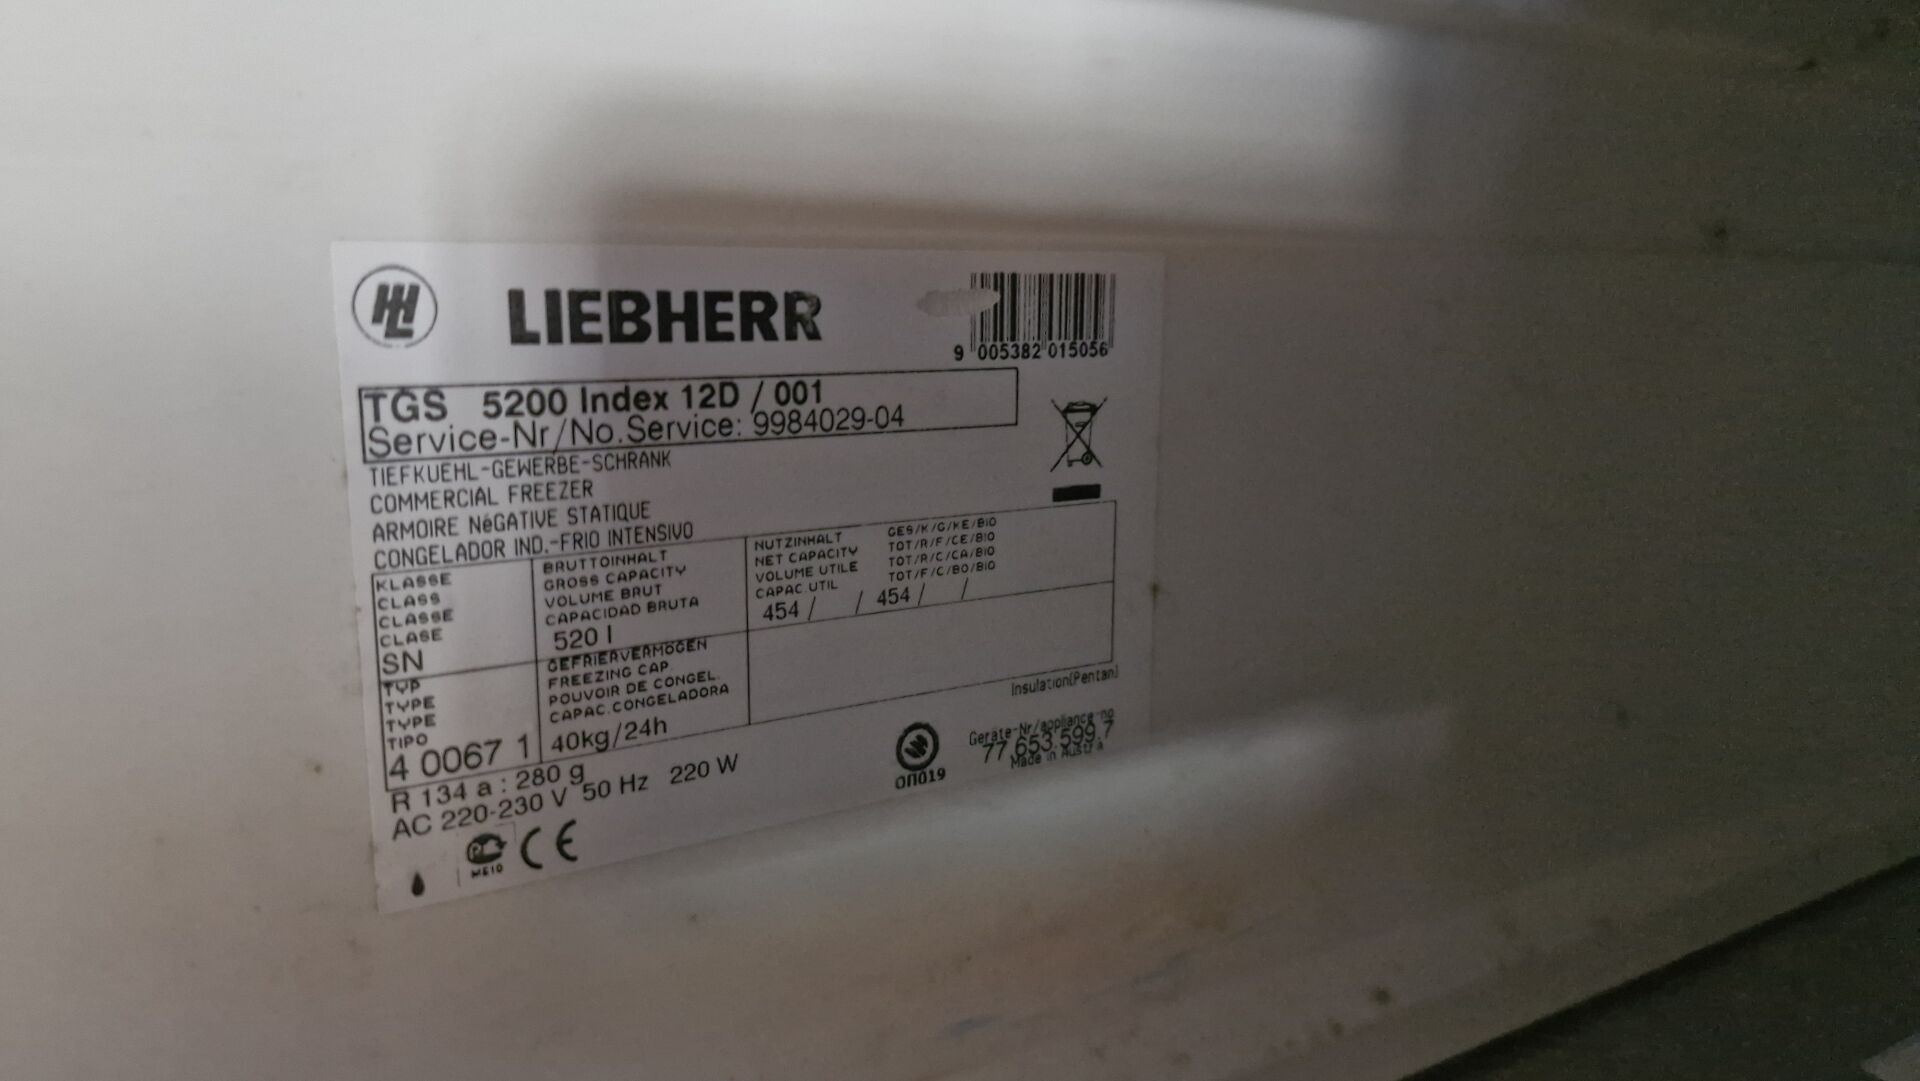 HL LIEBHERR
9 005382 015056
TGS 5200 Index 12D / 001
Service-Nr/No.Service: 9984029-04
TIEFKUEHL-GEWERBE-SCHRANK
COMMERCIAL FREEZER
ARMOIRE NéGATIVE STATIQUE
CONGELADOR IND.-FRIO INTENSIVO
KLASSE
CLASS
CLASSE
CLASE
SN
BRUTTOINHALT
GROSS CAPACITY
VOLUME BRUT
CAPACIDAD BRUTA
520 l
NUTZINHALT GES/K/G/KE/BIO
NET CAPACITY TOT/R/F/CE/BIO
VOLUME UTILE TOT/R/C/CA/BIO
CAPAC.UTIL TOT/F/C/BO/BIO
454 / / 454 / /
TYP
TYPE
TYPE
TIPO
4 0067 1
GEFRIERVERMÖGEN
FREEZING CAP.
POUVOIR DE CONGEL.
CAPAC.CONGELADORA
40kg/24h
Insulation(Pentan)
R 134 a : 280 g
AC 220-230 V 50 Hz 220 W
ОП019
Geräte-Nr/appliance-no
77.653.599.7
Made in Austria
ME10
CE